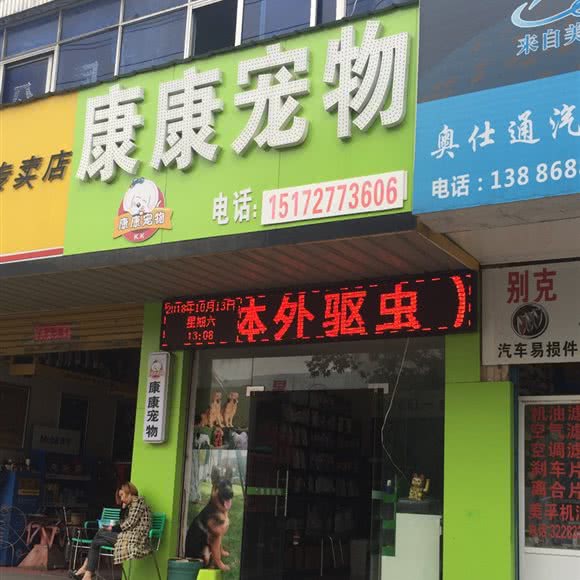 康康宠物
电话:15172773606
康康宠物
K.K
专卖店
来自美
奥仕通汽
电话：138868
2018年10月13日
星期六
13:08
体外驱虫
康康宠物
别克
汽车易损件
机油滤
空气滤
空调滤
刹车片
离合片
Mobil